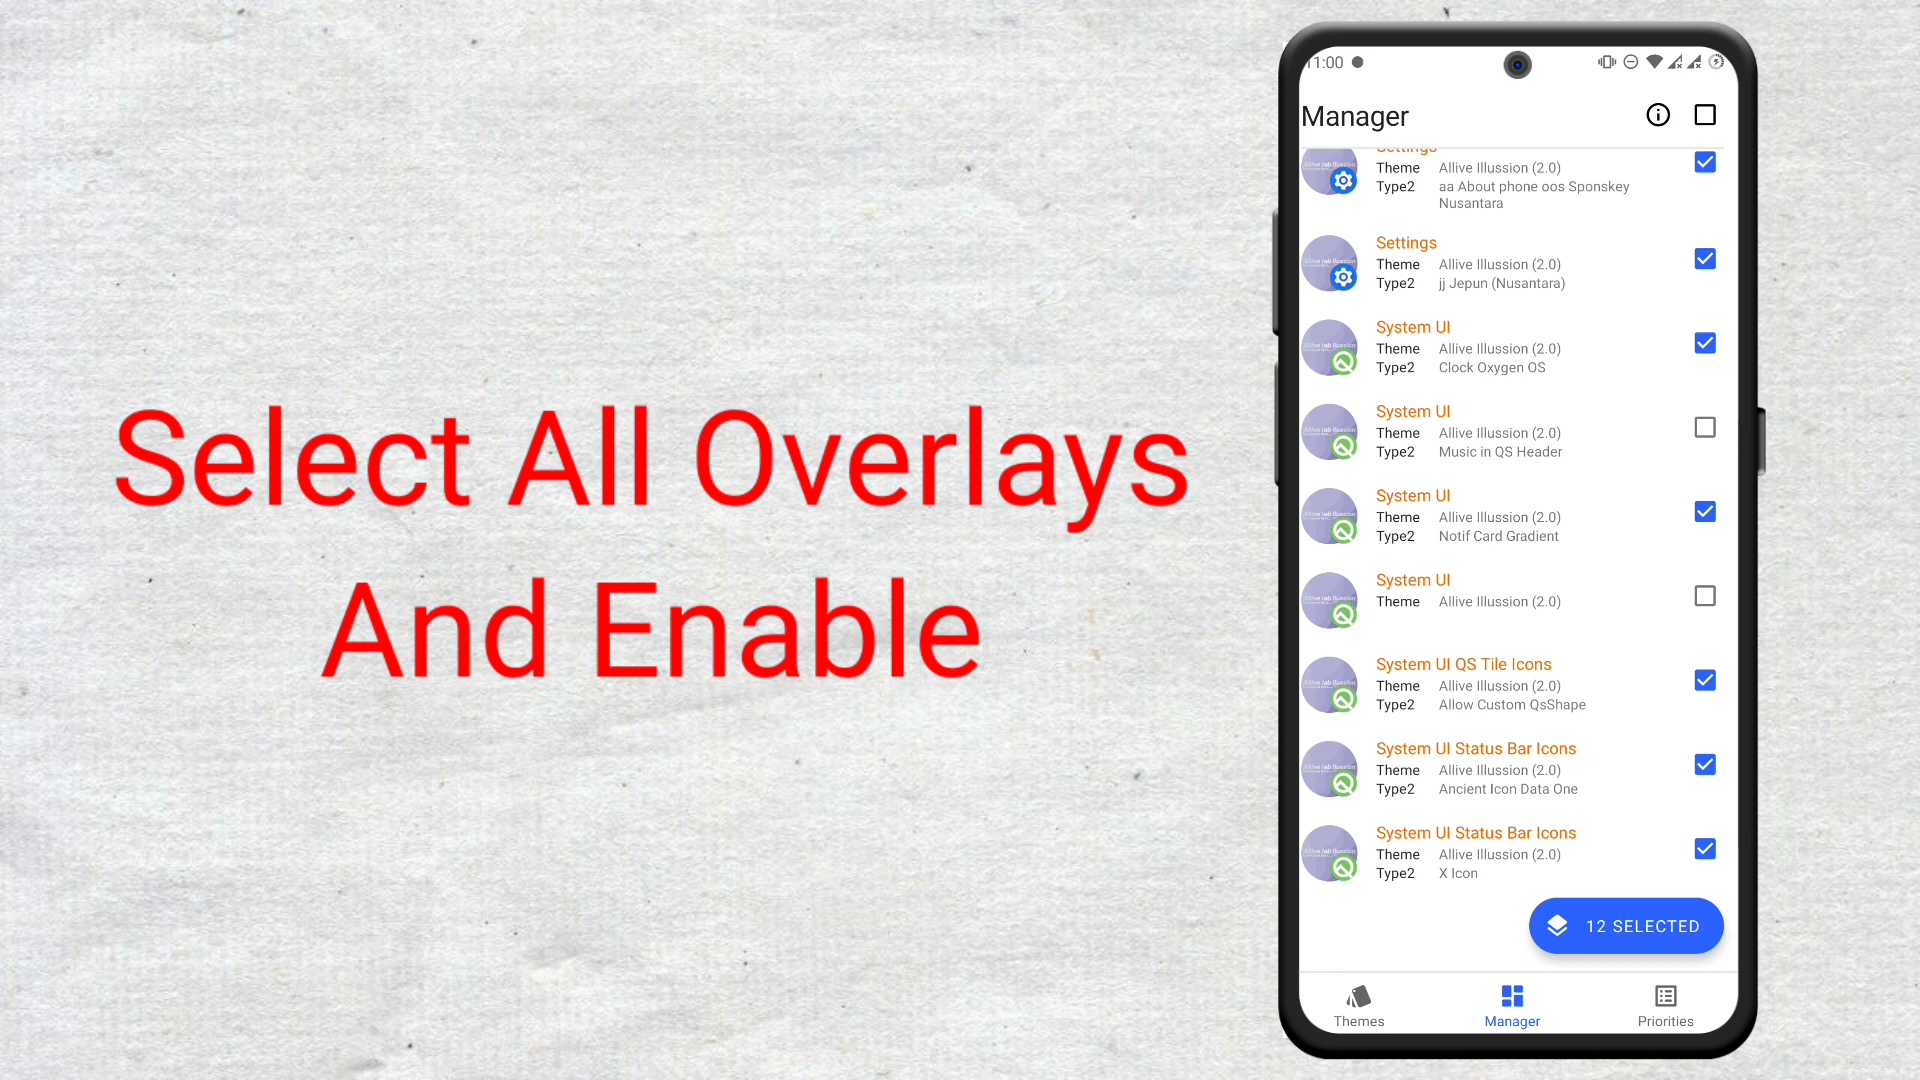 Select All Overlays
And Enable
11:00
Manager
Settings
Theme Allive Illussion (2.0)
Type2 aa About phone oos Sponskey
Nusantara
Settings
Theme Allive Illussion (2.0)
Type2 jj Jepun (Nusantara)
System UI
Theme Allive Illussion (2.0)
Type2 Clock Oxygen OS
System UI
Theme Allive Illussion (2.0)
Type2 Music in QS Header
System UI
Theme Allive Illussion (2.0)
Type2 Notif Card Gradient
System UI
Theme Allive Illussion (2.0)
System UI QS Tile Icons
Theme Allive Illussion (2.0)
Type2 Allow Custom QsShape
System UI Status Bar Icons
Theme Allive Illussion (2.0)
Type2 Ancient Icon Data One
System UI Status Bar Icons
Theme Allive Illussion (2.0)
Type2 X Icon
12 SELECTED
Themes
Manager
Priorities